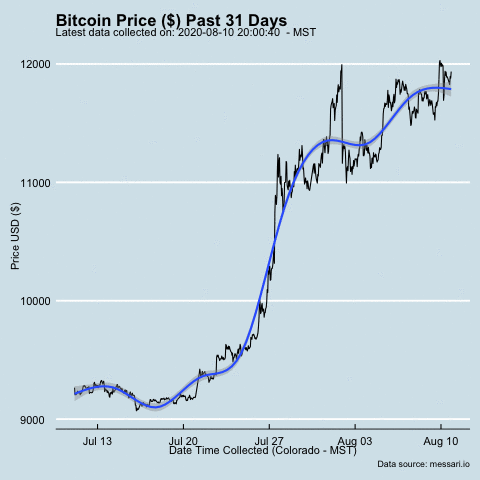 Bitcoin Price ($) Past 31 Days
Latest data collected on: 2020-08-10 20:00:40  - MST
Price USD ($)
12000
11000
10000
9000
Jul 13 Jul 20 Jul 27 Aug 03 Aug 10
Date Time Collected (Colorado - MST)
Data source: messari.io